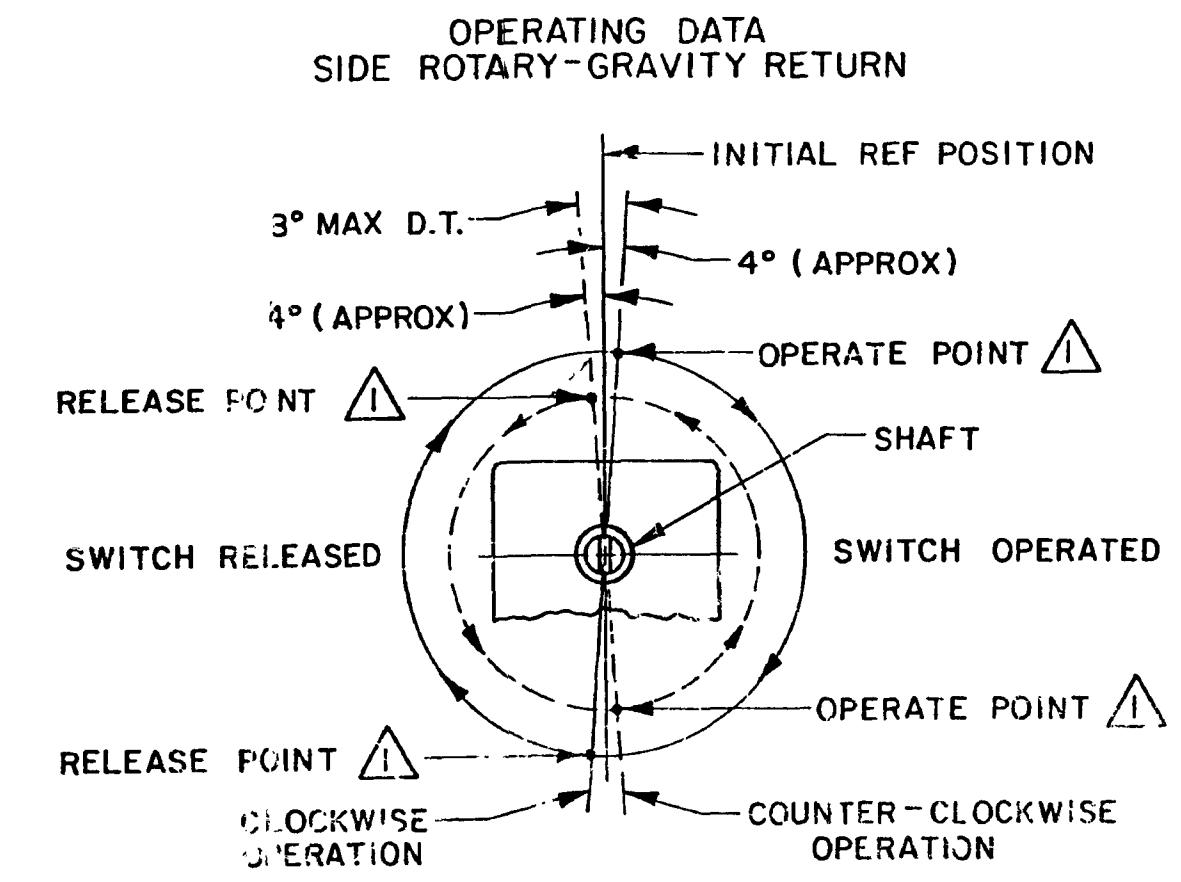 OPERATING DATA
SIDE ROTARY-GRAVITY RETURN
INITIAL REF POSITION
3° MAX D.T.
4° (APPROX)
4° (APPROX)
OPERATE POINT 1
RELEASE POINT 1
SHAFT
SWITCH RELEASED
SWITCH OPERATED
OPERATE POINT 1
RELEASE POINT 1
CLOCKWISE
OPERATION
COUNTER-CLOCKWISE
OPERATION